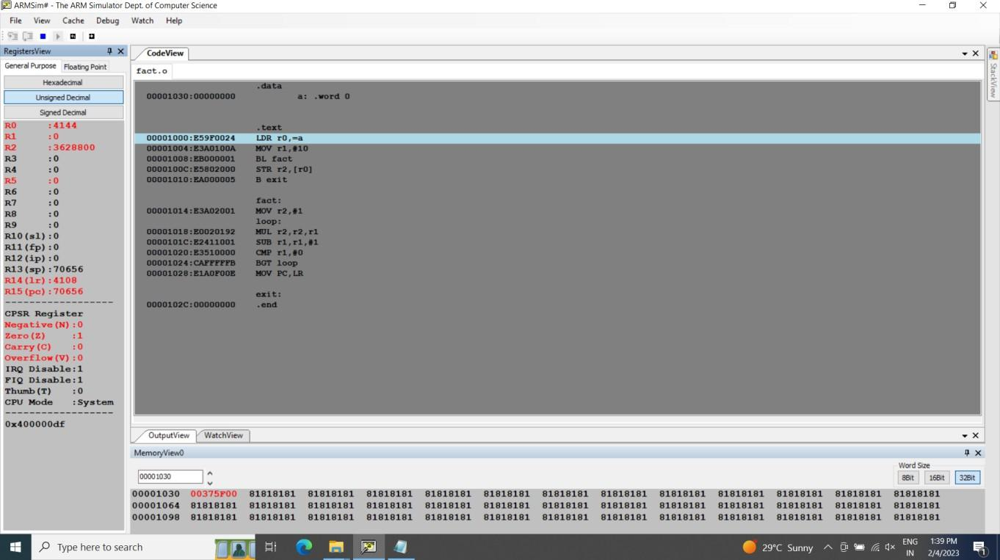 ARMSim# - The ARM Simulator Dept. of Computer Science
File View Cache Debug Watch Help
RegistersView
General Purpose Floating Point
Hexadecimal
Unsigned Decimal
Signed Decimal
R0 :4144
R1 :0
R2 :3628800
R3 :0
R4 :0
R5 :0
R6 :0
R7 :0
R8 :0
R9 :0
R10(sl):0
R11(fp):0
R12(ip):0
R13(sp):70656
R14(lr):4108
R15(pc):70656
CPSR Register
Negative(N):0
Zero(Z) :1
Carry(C) :0
Overflow(V):0
IRQ Disable:1
FIQ Disable:1
Thumb(T) :0
CPU Mode :System
0x400000df
CodeView
fact.o
.data
00001030:00000000 a: .word 0
.text
00001000:E59F0024 LDR r0,=a
00001004:E3A0100A MOV r1,#10
00001008:EB000001 BL fact
0000100C:E5802000 STR r2,[r0]
00001010:EA000005 B exit
fact:
00001014:E3A02001 MOV r2,#1
loop:
00001018:E0020192 MUL r2,r2,r1
0000101C:E2411001 SUB r1,r1,#1
00001020:E3510000 CMP r1,#0
00001024:CAFFFFFB BGT loop
00001028:E1A0F00E MOV PC,LR
exit:
0000102C:00000000 .end
StackView
OutputView WatchView
MemoryView0
00001030
Word Size
8Bit 16Bit 32Bit
00001030 00375F00 81818181 81818181 81818181 81818181 81818181 81818181 81818181 81818181 81818181 81818181 81818181 81818181
00001064 81818181 81818181 81818181 81818181 81818181 81818181 81818181 81818181 81818181 81818181 81818181 81818181 81818181
00001098 81818181 81818181 81818181 81818181 81818181 81818181 81818181 81818181 81818181 81818181 81818181 81818181 81818181
Type here to search
29°C Sunny
ENG
IN
1:39 PM
2/4/2023
1